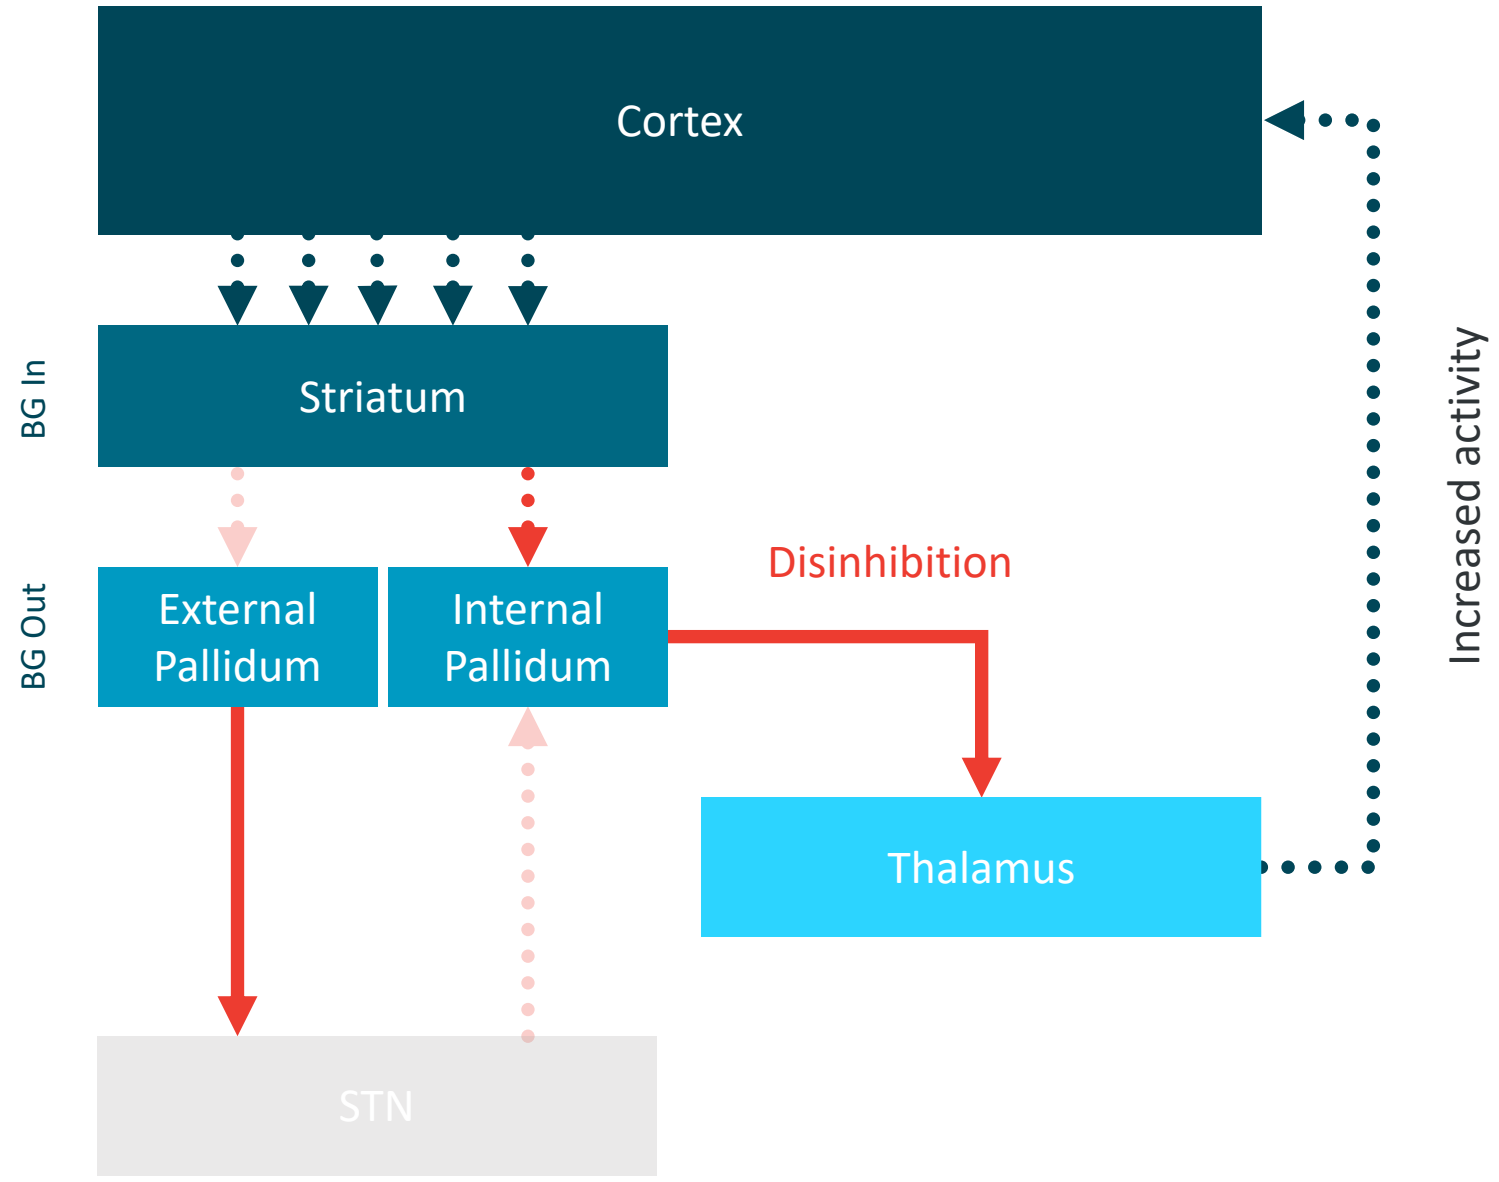 Cortex
BG In
Striatum
Increased activity
Disinhibition
BG Out
External
Pallidum
Internal
Pallidum
Thalamus
STN